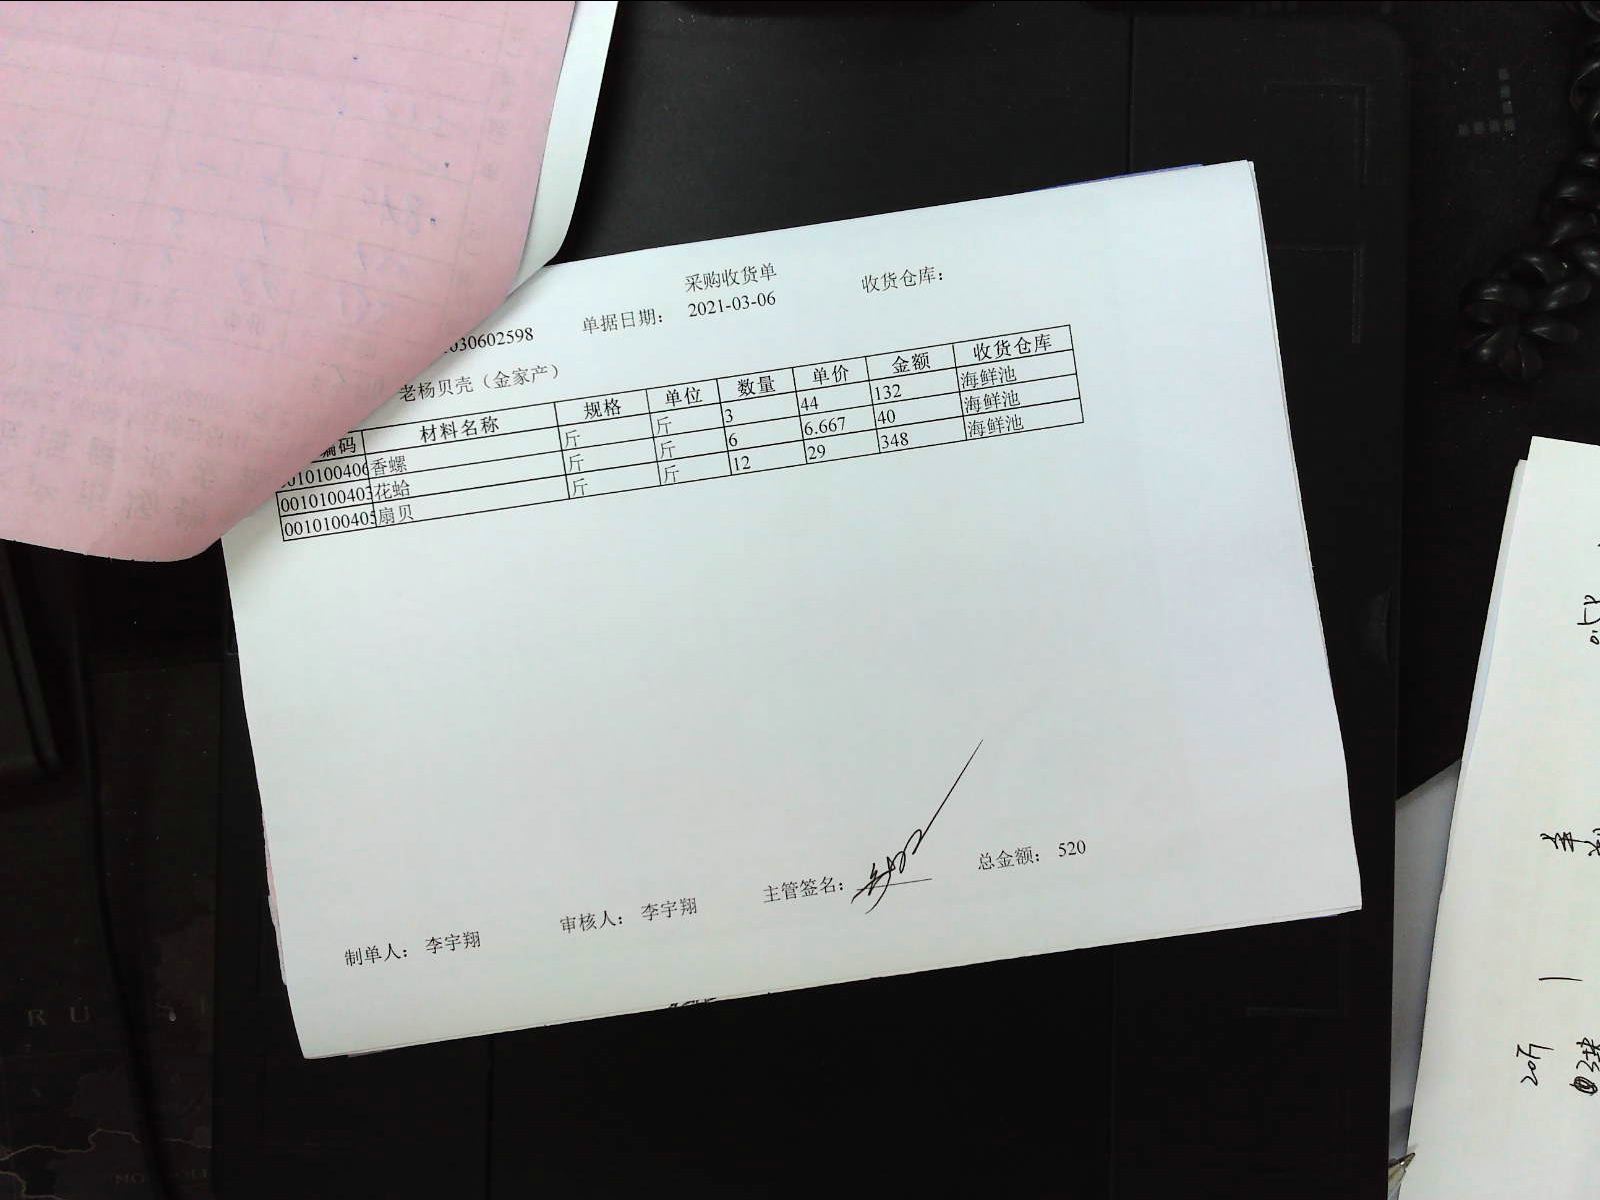 采购收货单
030602598 单据日期： 2021-03-06 收货仓库：
老杨贝壳（金家产）
编码 材料名称 规格 单位 数量 单价 金额 收货仓库
010100406 香螺 斤 斤 3 44 132 海鲜池
0010100403 花蛤 斤 斤 6 6.667 40 海鲜池
0010100405 扇贝 斤 斤 12 29 348 海鲜池
制单人： 李宇翔 审核人： 李宇翔 主管签名： 总金额： 520
20斤